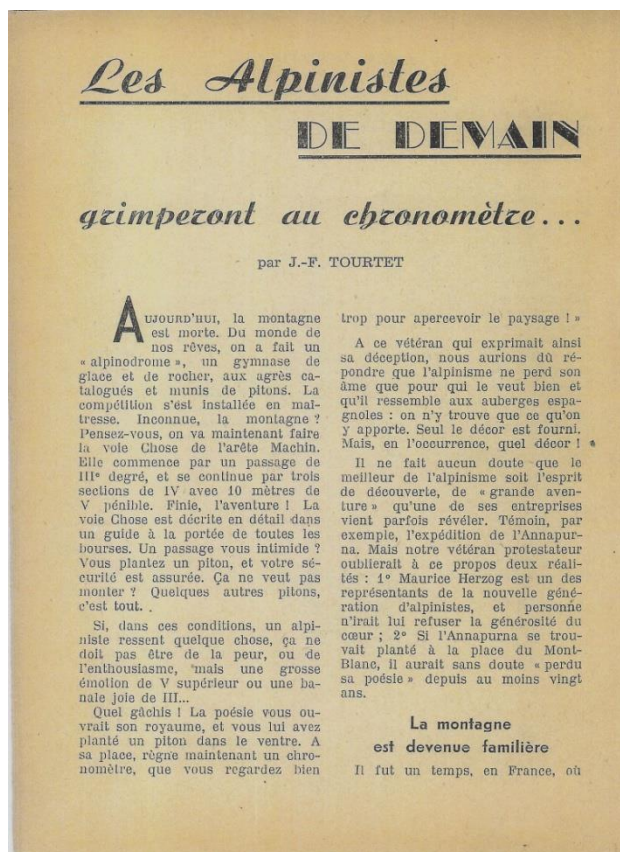 Les Alpinistes
DE DEMAIN
grimperont au chronomètre...
par J.-F. TOURTET
AUJOURD'HUI, la montagne
est morte. Du monde de
nos rêves, on a fait un
« alpinodrome », un gymnase de
glace et de rocher, aux agrès ca-
talogués et munis de pitons. La
compétition s'est installée en maî-
tresse. Inconnue, la montagne ?
Pensez-vous, on va maintenant faire
la voie Chose de l'arête Machin.
Elle commence par un passage de
IIIe degré, et se continue par trois
sections de IV avec 10 mètres de
V pénible. Finie, l'aventure ! La
voie Chose est décrite en détail dans
un guide à la portée de toutes les
bourses. Un passage vous intimide ?
Vous plantez un piton, et votre sé-
curité est assurée. Ça ne veut pas
monter ? Quelques autres pitons,
c'est tout.
Si, dans ces conditions, un alpi-
niste ressent quelque chose, ça ne
doit pas être de la peur, ou de
l'enthousiasme, mais une grosse
émotion de V supérieur ou une ba-
nale joie de III...
Quel gâchis ! La poésie vous ou-
vrait son royaume, et vous lui avez
planté un piton dans le ventre. A
sa place, règne maintenant un chro-
nomètre, que vous regardez bien
trop pour apercevoir le paysage ! »
A ce vétéran qui exprimait ainsi
sa déception, nous aurions dû ré-
pondre que l'alpinisme ne perd son
âme que pour qui le veut bien et
qu'il ressemble aux auberges espa-
gnoles : on n'y trouve que ce qu'on
y apporte. Seul le décor est fourni.
Mais, en l'occurrence, quel décor !
Il ne fait aucun doute que le
meilleur de l'alpinisme soit l'esprit
de découverte, de « grande aven-
ture » qu'une de ses entreprises
vient parfois révéler. Témoin, par
exemple, l'expédition de l'Annapur-
na. Mais notre vétéran protestateur
oublierait à ce propos deux réali-
tés : 1° Maurice Herzog est un des
représentants de la nouvelle géné-
ration d'alpinistes, et personne
n'irait lui refuser la générosité du
cœur ; 2° Si l'Annapurna se trou-
vait planté à la place du Mont-
Blanc, il aurait sans doute « perdu
sa poésie » depuis au moins vingt
ans.
La montagne
est devenue familière
Il fut un temps, en France, où